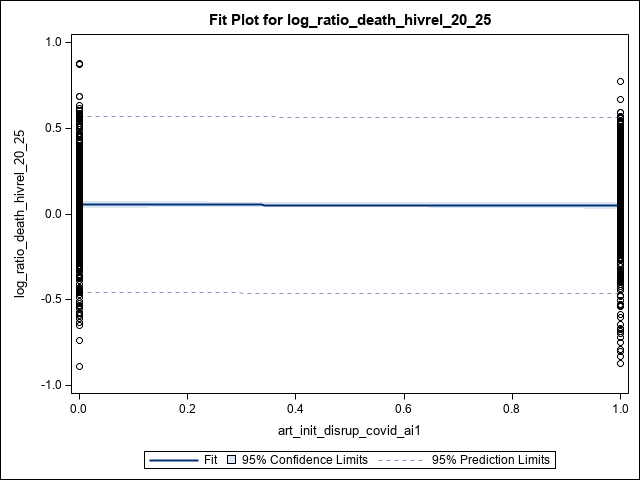 Fit Plot for log_ratio_death_hivrel_20_25
1.0
0.5
0.0
-0.5
-1.0
log_ratio_death_hivrel_20_25
0.0 0.2 0.4 0.6 0.8 1.0
art_init_disrup_covid_ai1
Fit 95% Confidence Limits 95% Prediction Limits